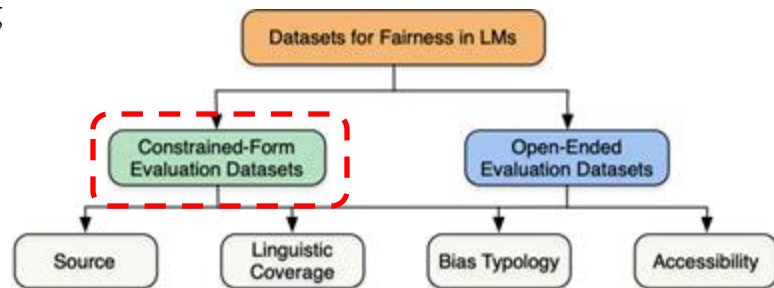 Datasets for Fairness in LMs
Constrained-Form
Evaluation Datasets
Open-Ended
Evaluation Datasets
Source
Linguistic
Coverage
Bias Typology
Accessibility